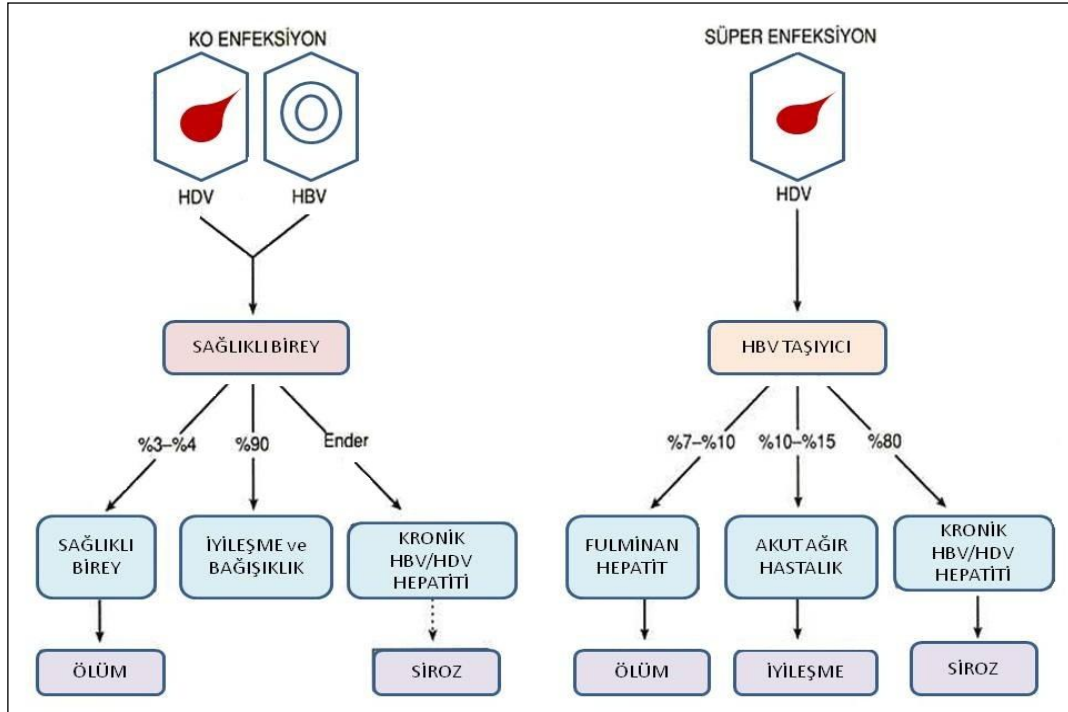 KO ENFEKSİYON
HDV
HBV
SAĞLIKLI BİREY
%3–%4
%90
Ender
SAĞLIKLI
BİREY
İYİLEŞME ve
BAĞIŞIKLIK
KRONİK
HBV/HDV
HEPATİTİ
ÖLÜM
SİROZ
SÜPER ENFEKSİYON
HDV
HBV TAŞIYICI
%7–%10
%10–%15
%80
FULMİNAN
HEPATİT
AKUT AĞIR
HASTALIK
KRONİK
HBV/HDV
HEPATİTİ
ÖLÜM
İYİLEŞME
SİROZ